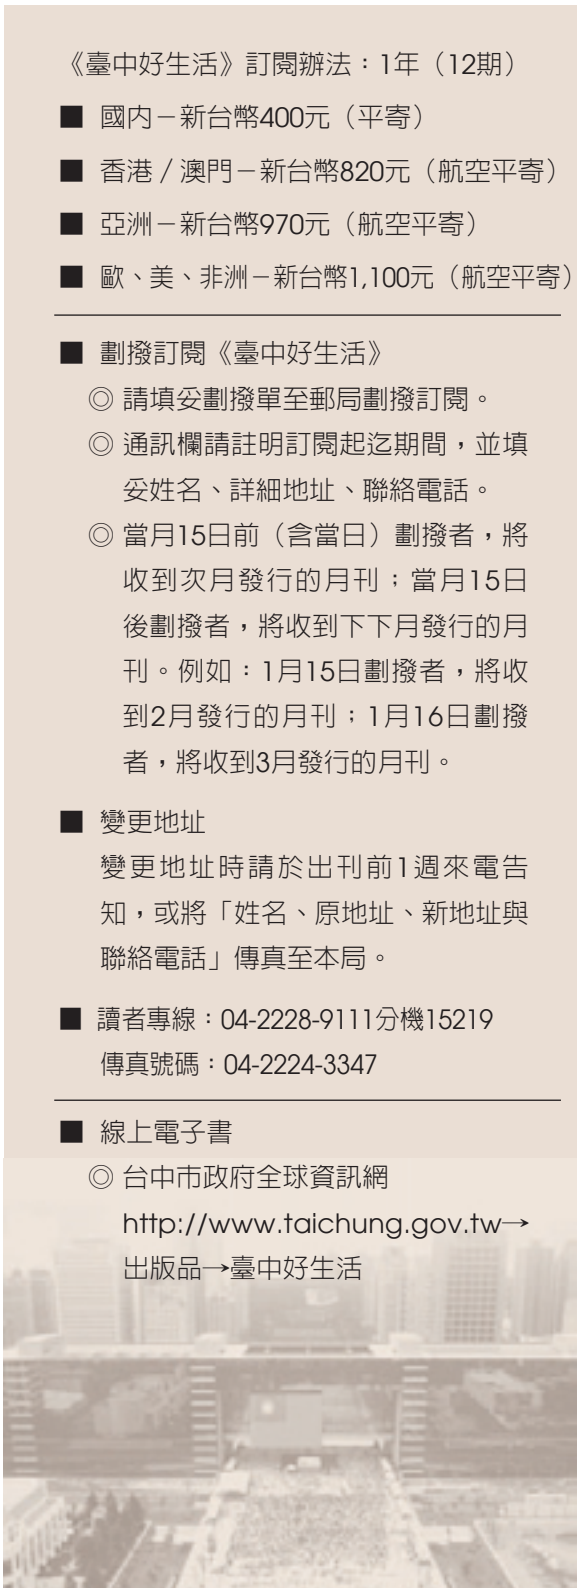 《臺中好生活》訂閱辦法：1年（12期）
■ 國內－新台幣400元（平寄）
■ 香港／澳門－新台幣820元（航空平寄）
■ 亞洲－新台幣970元（航空平寄）
■ 歐、美、非洲－新台幣1,100元（航空平寄）
■ 劃撥訂閱《臺中好生活》
◎ 請填妥劃撥單至郵局劃撥訂閱。
◎ 通訊欄請註明訂閱起迄期間，並填
妥姓名、詳細地址、聯絡電話。
◎ 當月15日前（含當日）劃撥者，將
收到次月發行的月刊；當月15日
後劃撥者，將收到下下月發行的月
刊。例如：1月15日劃撥者，將收
到2月發行的月刊；1月16日劃撥
者，將收到3月發行的月刊。
■ 變更地址
變更地址時請於出刊前1週來電告
知，或將「姓名、原地址、新地址與
聯絡電話」傳真至本局。
■ 讀者專線：04-2228-9111分機15219
傳真號碼：04-2224-3347
■ 線上電子書
◎ 台中市政府全球資訊網
http://www.taichung.gov.tw→
出版品→臺中好生活